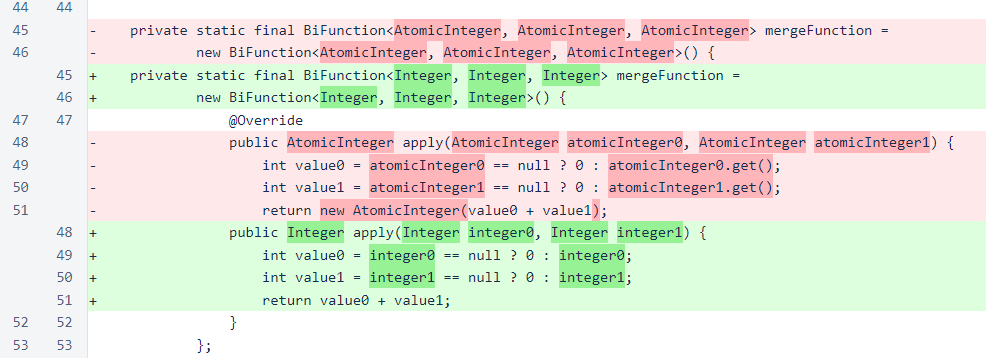 44 44
45 - private static final BiFunction<AtomicInteger, AtomicInteger, AtomicInteger> mergeFunction =
46 - new BiFunction<AtomicInteger, AtomicInteger, AtomicInteger>() {
45 + private static final BiFunction<Integer, Integer, Integer> mergeFunction =
46 + new BiFunction<Integer, Integer, Integer>() {
47 47 @Override
48 - public AtomicInteger apply(AtomicInteger atomicInteger0, AtomicInteger atomicInteger1) {
49 - int value0 = atomicInteger0 == null ? 0 : atomicInteger0.get();
50 - int value1 = atomicInteger1 == null ? 0 : atomicInteger1.get();
51 - return new AtomicInteger(value0 + value1);
48 + public Integer apply(Integer integer0, Integer integer1) {
49 + int value0 = integer0 == null ? 0 : integer0;
50 + int value1 = integer1 == null ? 0 : integer1;
51 + return value0 + value1;
52 52 }
53 53 };